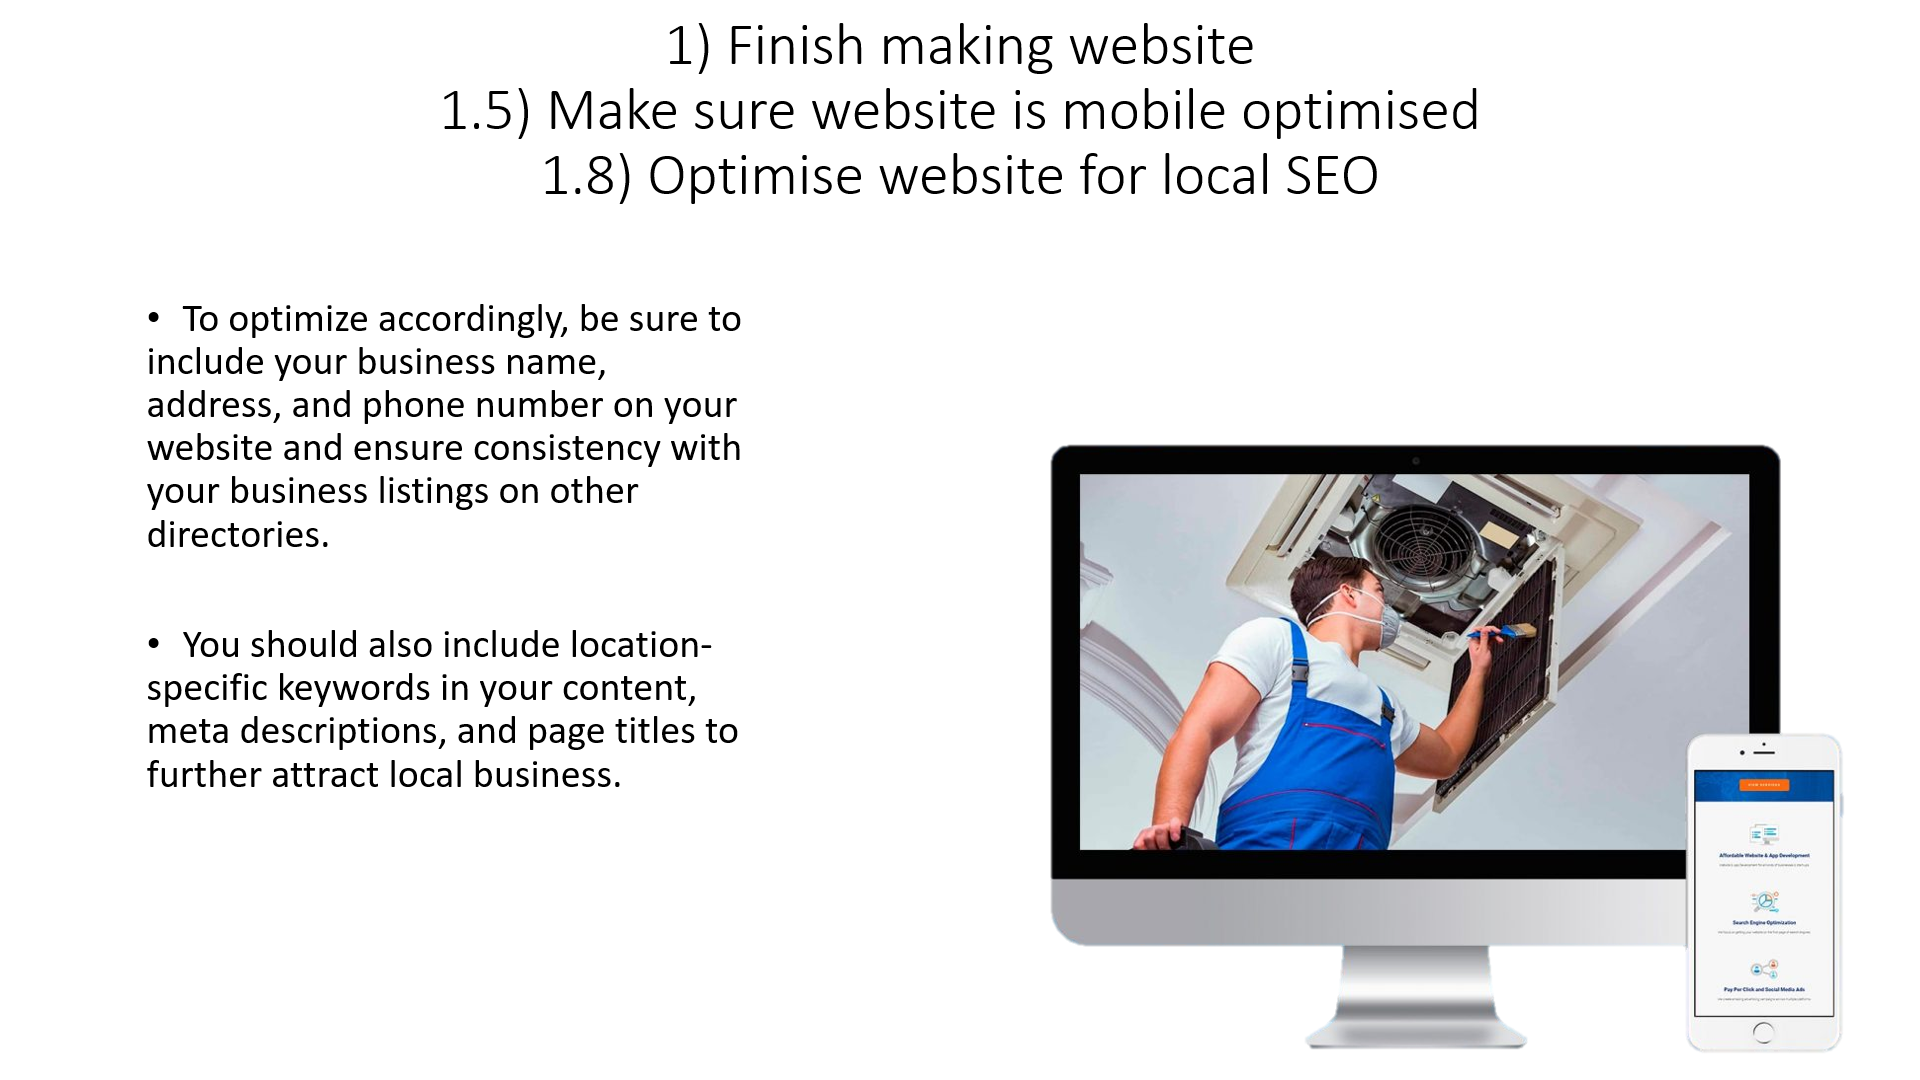 1) Finish making website
1.5) Make sure website is mobile optimised
1.8) Optimise website for local SEO
• To optimize accordingly, be sure to
include your business name,
address, and phone number on your
website and ensure consistency with
your business listings on other
directories.
• You should also include location-
specific keywords in your content,
meta descriptions, and page titles to
further attract local business.
Affordable Website & App Development
Search Engine Optimization
Pay Per Click and Social Media Ads